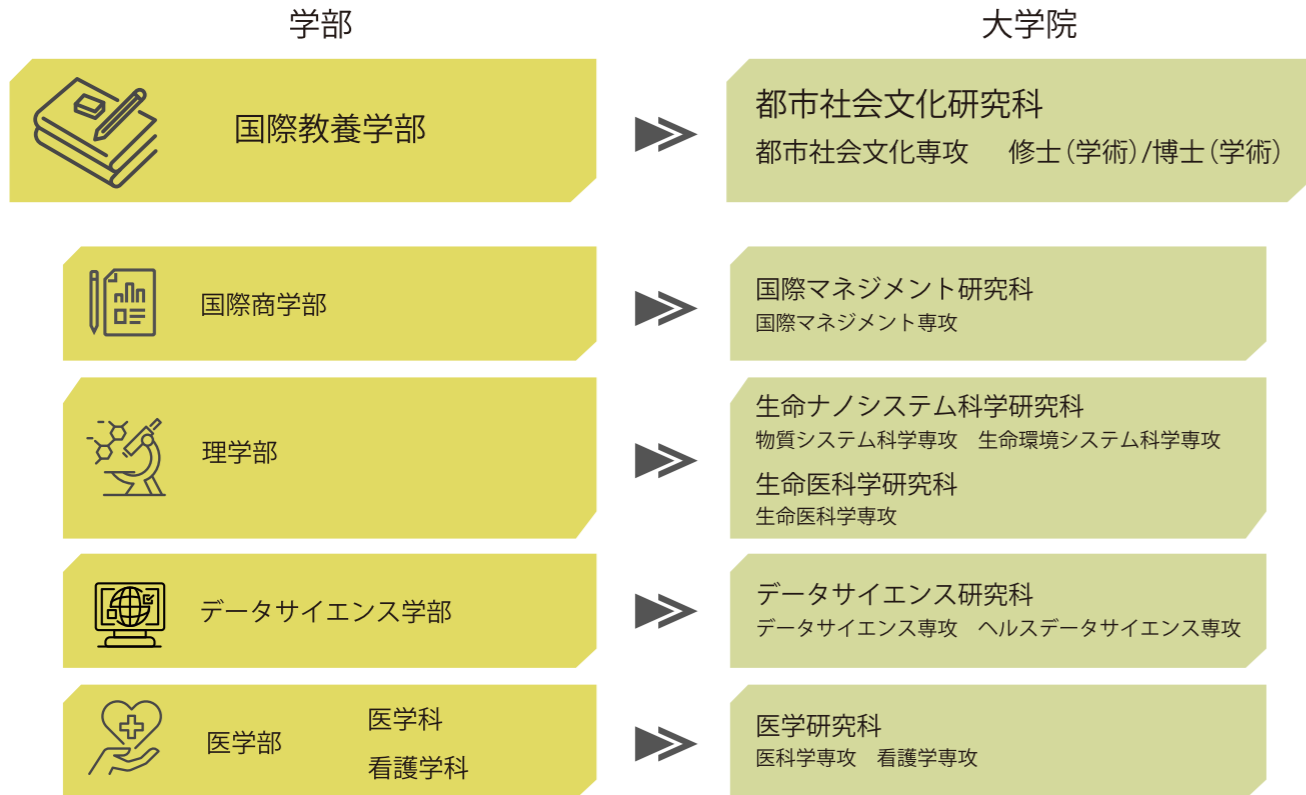 学部
大学院
国際教養学部
都市社会文化研究科
都市社会文化専攻　修士（学術）/博士（学術）
国際商学部
国際マネジメント研究科
国際マネジメント専攻
理学部
生命ナノシステム科学研究科
物質システム科学専攻　生命環境システム科学専攻
生命医科学研究科
生命医科学専攻
データサイエンス学部
データサイエンス研究科
データサイエンス専攻　ヘルスデータサイエンス専攻
医学部
医学科
看護学科
医学研究科
医科学専攻　看護学専攻